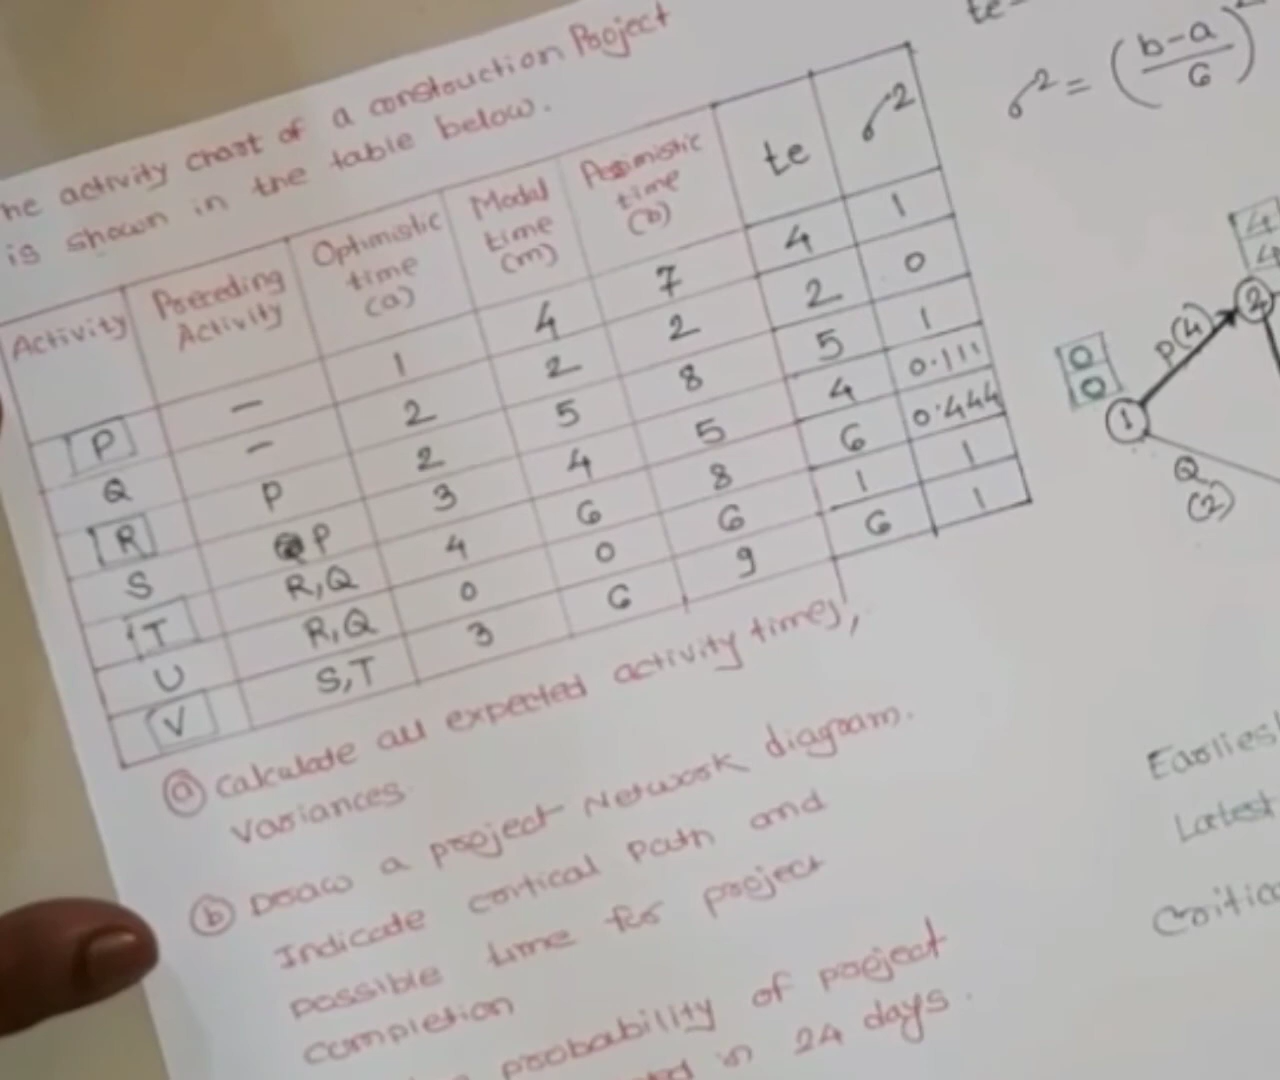 he activity chart of a construction Project
is shown in the table below.
Activity Preceding Activity Optimistic time (a) Modal time (m) Pessimistic time (b) te σ²
P — 1 4 7 4 1
Q — 2 2 2 2 0
R P 2 5 8 5 1
S P 3 4 5 4 0.111
T R,Q 4 6 8 6 0.444
U R,Q 0 0 6 1 1
V S,T 3 6 9 6 1
(a) Calculate all expected activity times,
variances.
(b) Draw a project Network diagram.
Indicate critical path and
possible time for project
completion
probability of project
in 24 days.
te
σ² = (b-a/6)²
4
4
2
P(4)
0
0
1
Q
(2)
Earliest
Latest
Critica